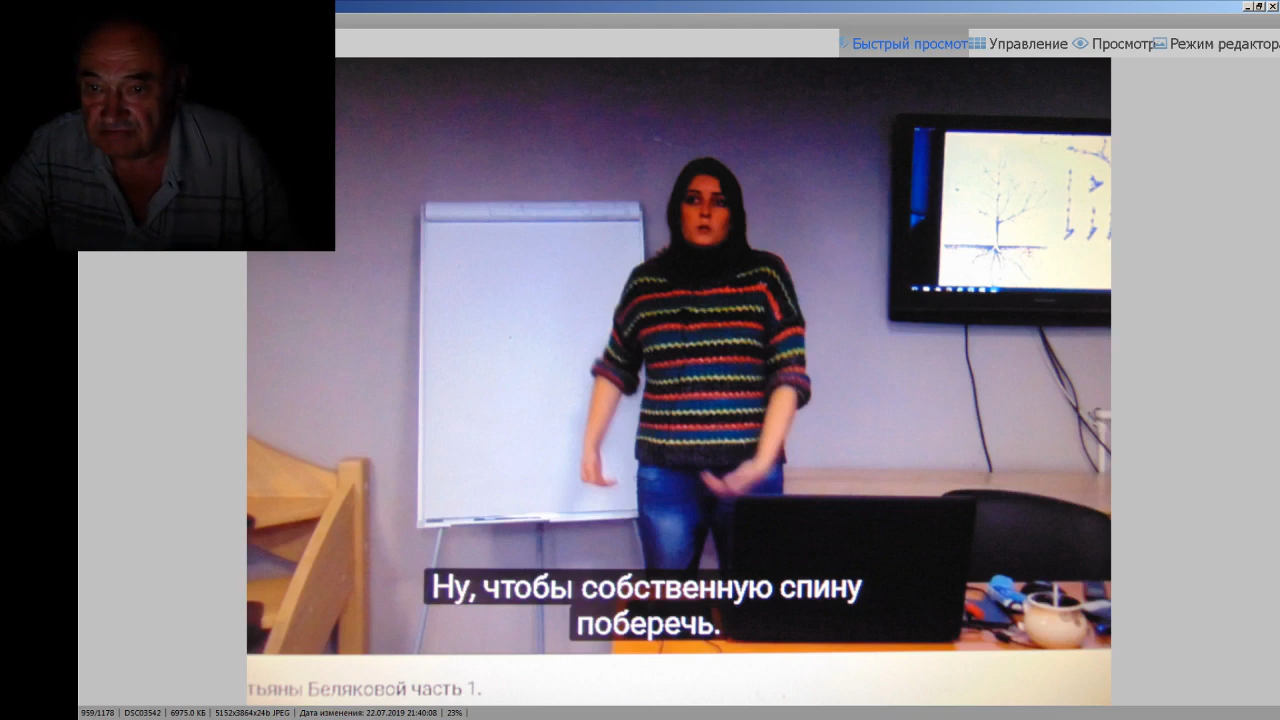 Быстрый просмот
Управление
Просмотр
Режим редактор
Ну, чтобы собственную спину
поберечь.
тьяны Беляковой часть 1.
959/1178 | DSC03542 | 6975.0 КБ | 5152x3864x24b JPEG | Дата изменения: 22.07.2019 21:40:08 | 23% |